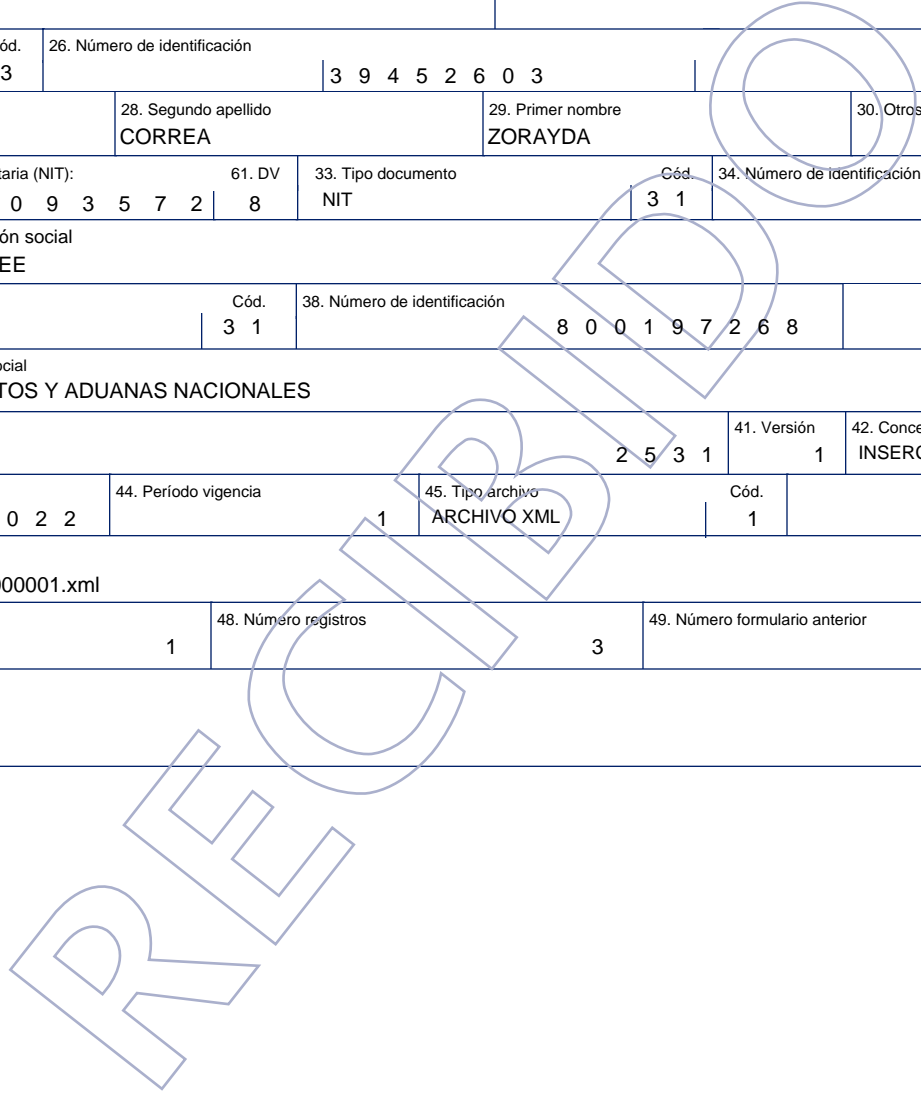 ód. 26. Número de identificación
3 3 9 4 5 2 6 0 3
28. Segundo apellido 29. Primer nombre 30. Otros
CORREA ZORAYDA
taria (NIT): 61. DV 33. Tipo documento Cód. 34. Número de identificación
0 9 3 5 7 2 8 NIT 3 1
ón social
EE
Cód. 38. Número de identificación
3 1 8 0 0 1 9 7 2 6 8
ocial
TOS Y ADUANAS NACIONALES
41. Versión 42. Conce
2 5 3 1 1 INSERC
44. Período vigencia 45. Tipo archivo Cód.
0 2 2 1 ARCHIVO XML 1
000001.xml
48. Número registros 49. Número formulario anterior
1 3
RECIBIDO